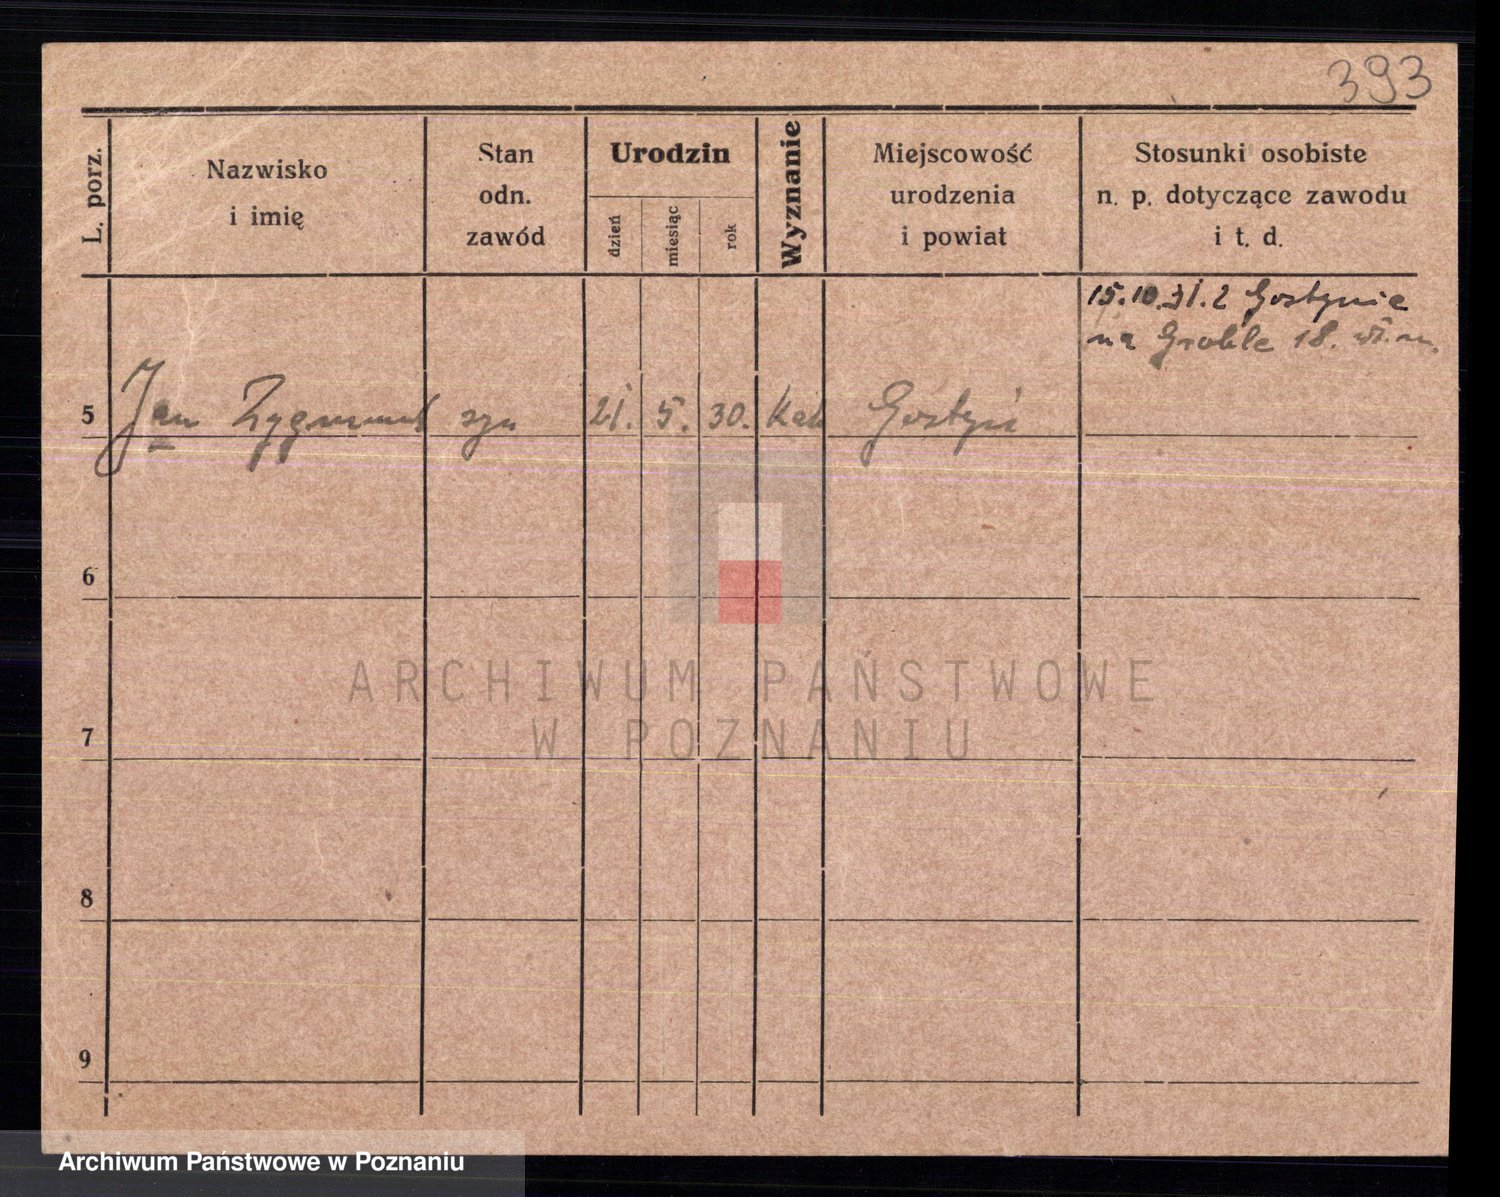 393
L. porz.
Nazwisko
i imię
Stan
odn.
zawód
Urodzin
dzień
miesiąc
rok
Wyznanie
Miejscowość
urodzenia
i powiat
Stosunki osobiste
n. p. dotyczące zawodu
i t. d.
15.10.31. z Gostynia
na Groble 18.
5 Jan Zygmunt syn 21. 5. 30. kat Gostyń
6
ARCHIWUM PAŃSTWOWE
W POZNANIU
7
8
9
Archiwum Państwowe w Poznaniu